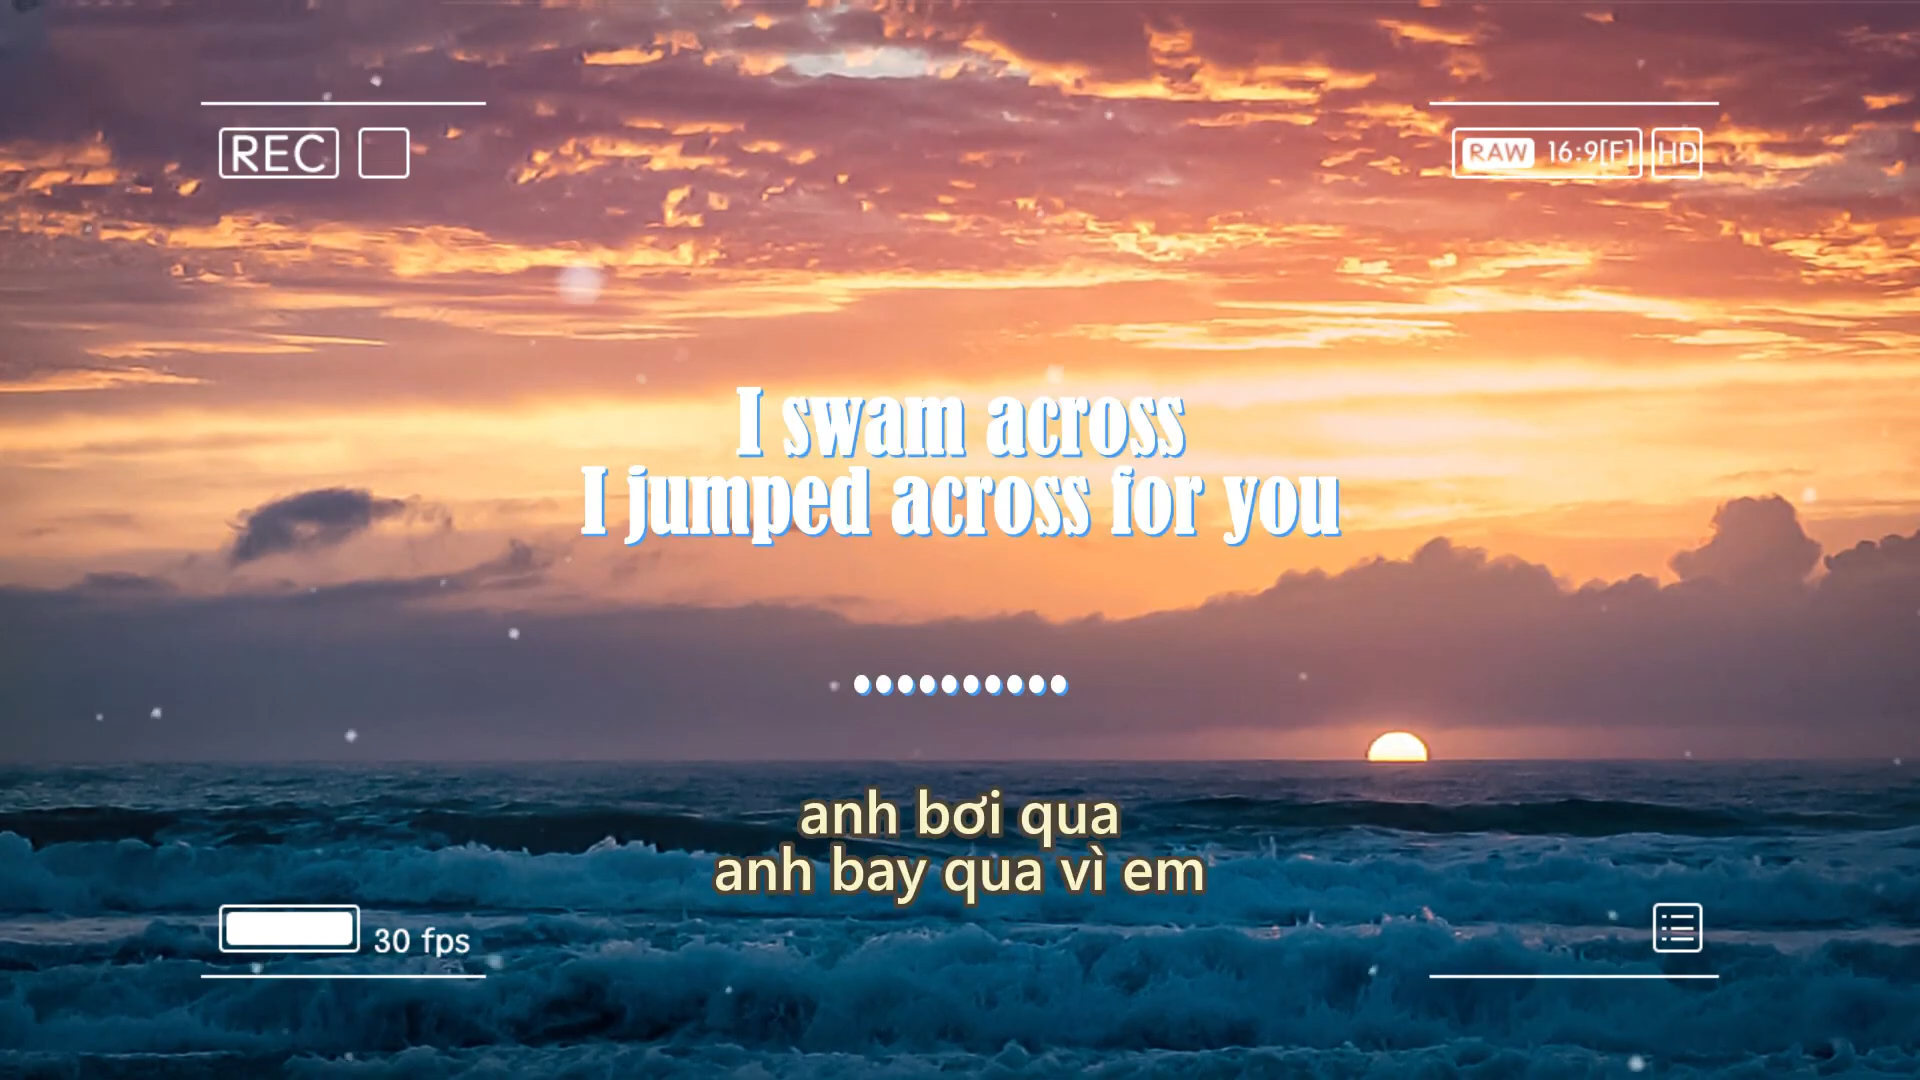 REC
RAW 16:9[F] HD
I swam across
I jumped across for you
anh bơi qua
anh bay qua vì em
30 fps